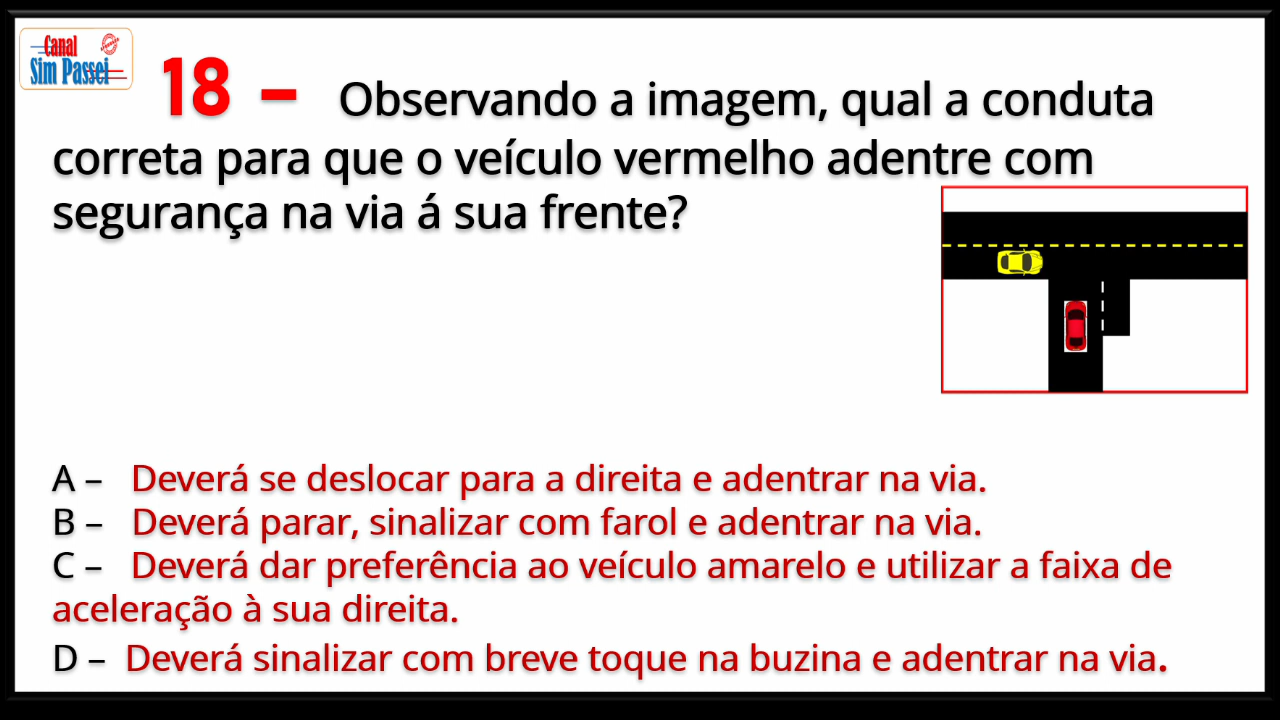 Canal
Sim Passei
18 – Observando a imagem, qual a conduta
correta para que o veículo vermelho adentre com
segurança na via á sua frente?
A – Deverá se deslocar para a direita e adentrar na via.
B – Deverá parar, sinalizar com farol e adentrar na via.
C – Deverá dar preferência ao veículo amarelo e utilizar a faixa de
aceleração à sua direita.
D – Deverá sinalizar com breve toque na buzina e adentrar na via.